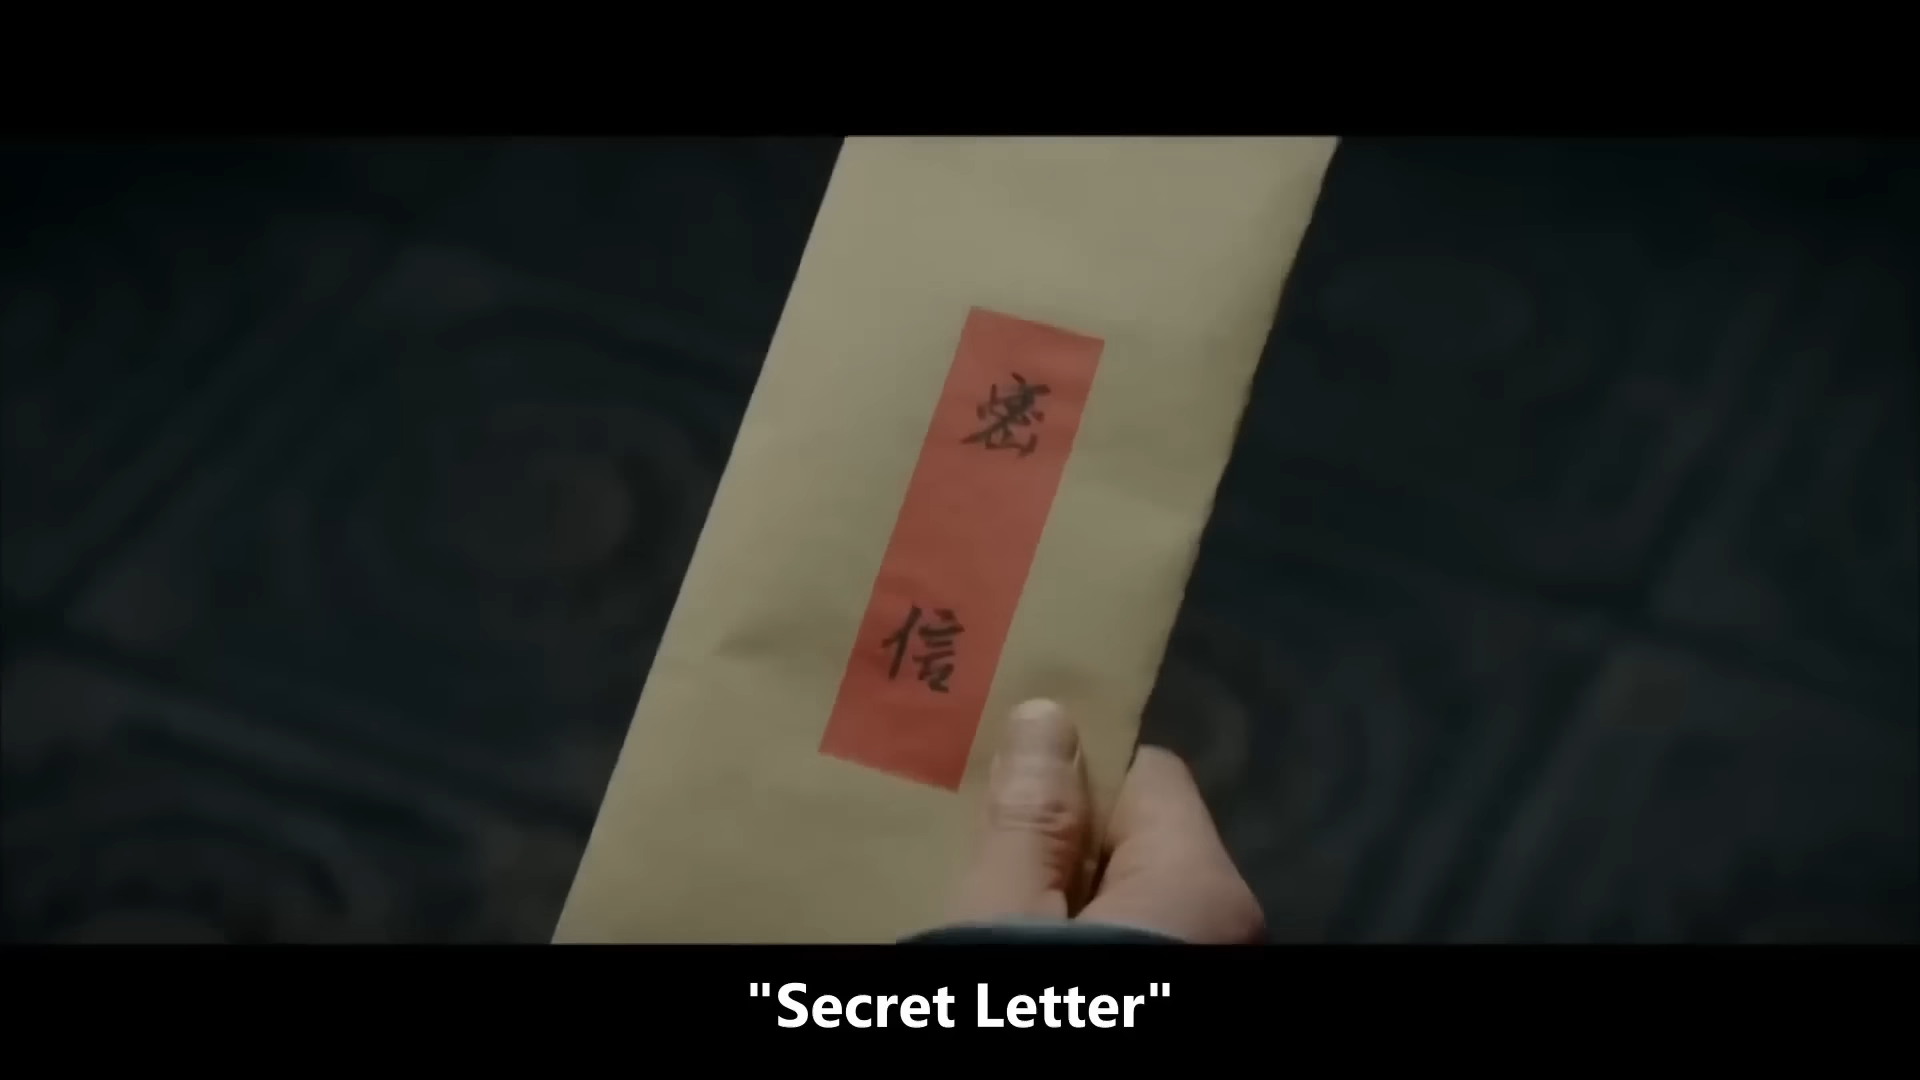 密
信
"Secret Letter"